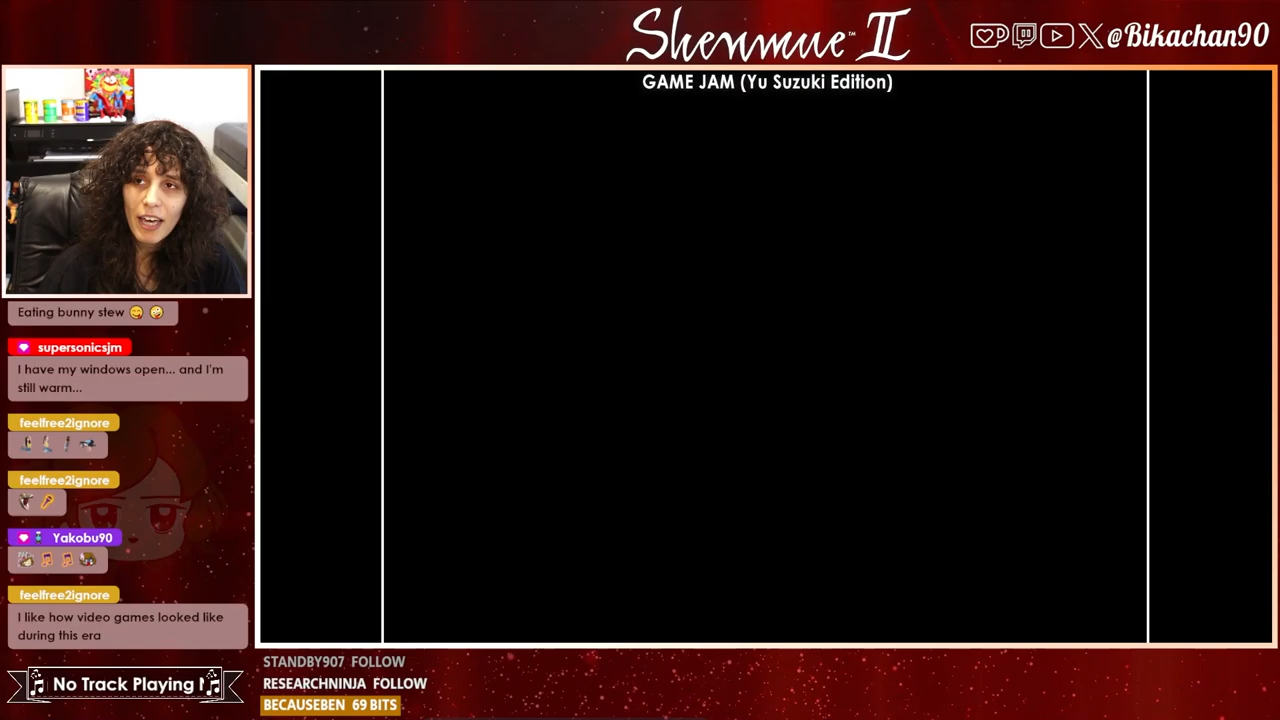 Shenmue™ II
@Bikachan90
GAME JAM (Yu Suzuki Edition)
Eating bunny stew
supersonicsjm
I have my windows open... and I'm
still warm...
feelfree2ignore
feelfree2ignore
Yakobu90
feelfree2ignore
I like how video games looked like
during this era
No Track Playing
STANDBY907 FOLLOW
RESEARCHNINJA FOLLOW
BECAUSEBEN 69 BITS